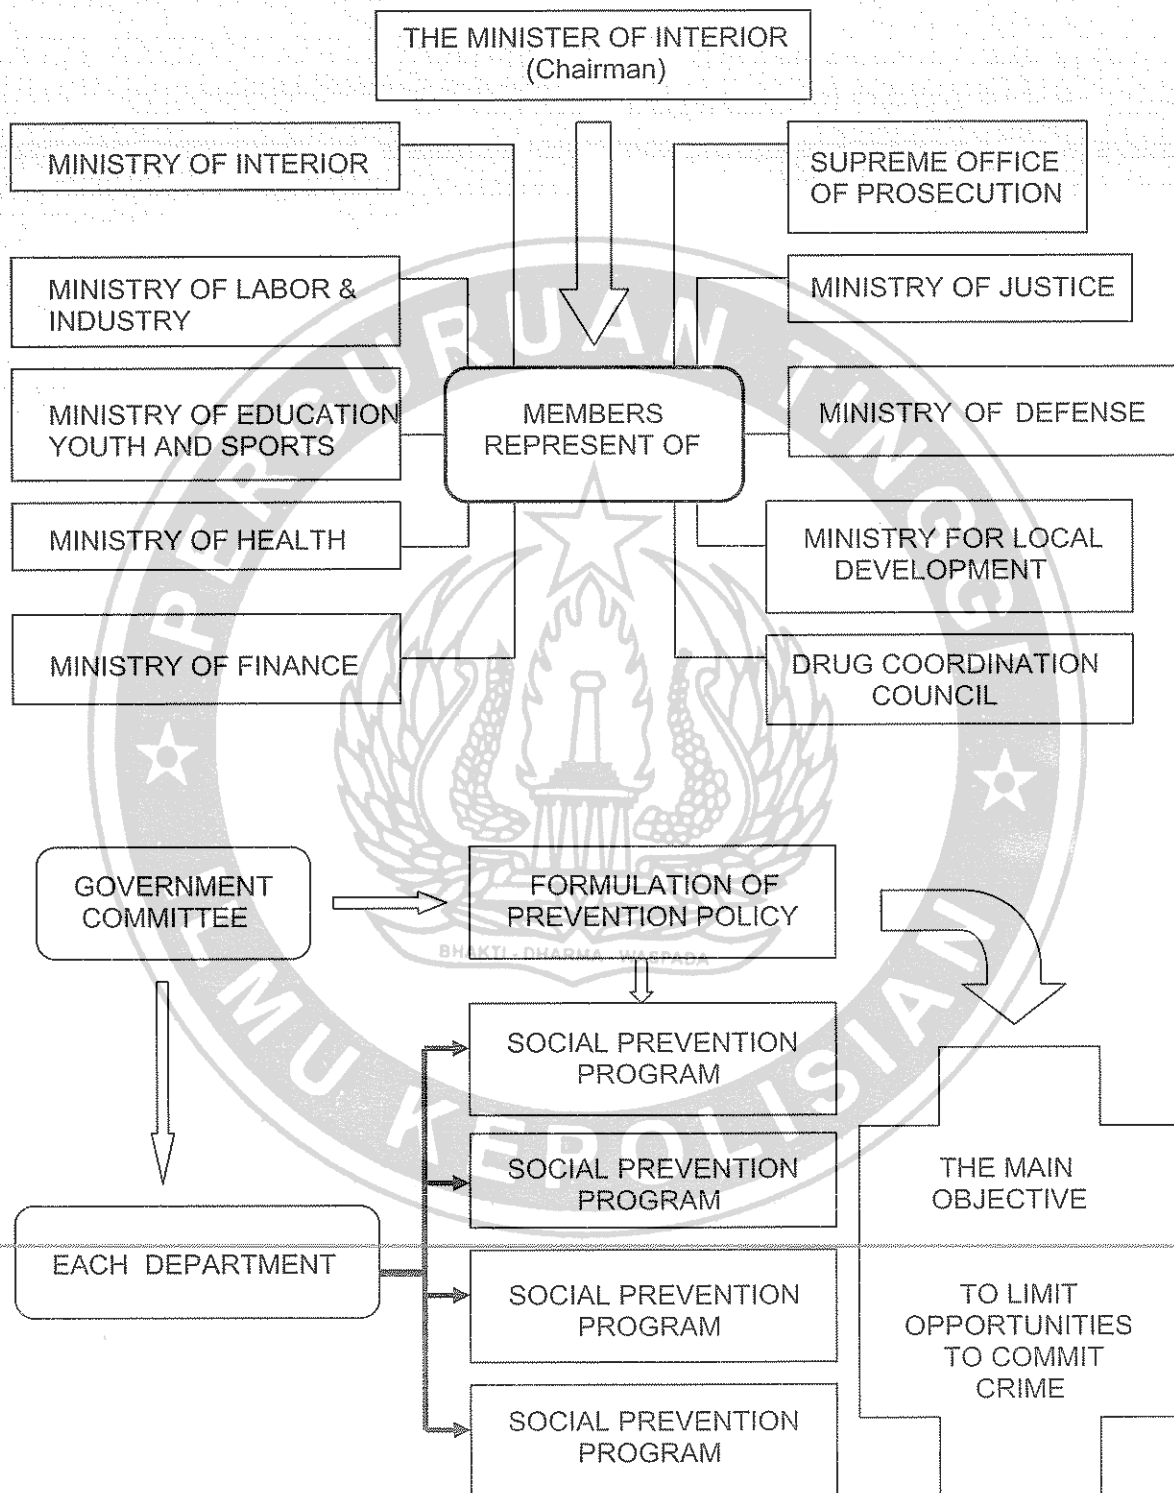 THE MINISTER OF INTERIOR
(Chairman)
MINISTRY OF INTERIOR
SUPREME OFFICE
OF PROSECUTION
MINISTRY OF LABOR &
INDUSTRY
MINISTRY OF JUSTICE
MINISTRY OF EDUCATION
YOUTH AND SPORTS
MEMBERS
REPRESENT OF
MINISTRY OF DEFENSE
MINISTRY OF HEALTH
MINISTRY FOR LOCAL
DEVELOPMENT
MINISTRY OF FINANCE
DRUG COORDINATION
COUNCIL
GOVERNMENT
COMMITTEE
FORMULATION OF
PREVENTION POLICY
SOCIAL PREVENTION
PROGRAM
SOCIAL PREVENTION
PROGRAM
EACH DEPARTMENT
SOCIAL PREVENTION
PROGRAM
SOCIAL PREVENTION
PROGRAM
THE MAIN
OBJECTIVE
TO LIMIT
OPPORTUNITIES
TO COMMIT
CRIME
PERGURUAN TINGGI
ILMU KEPOLISIAN
BHAKTI - DHARMA - WASPADA